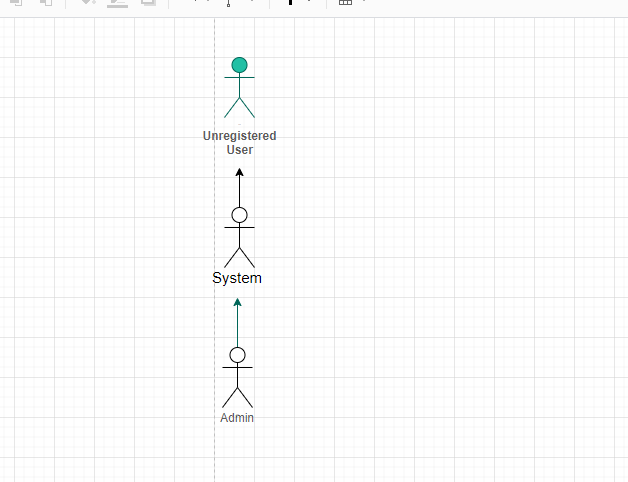 Unregistered
User
System
Admin